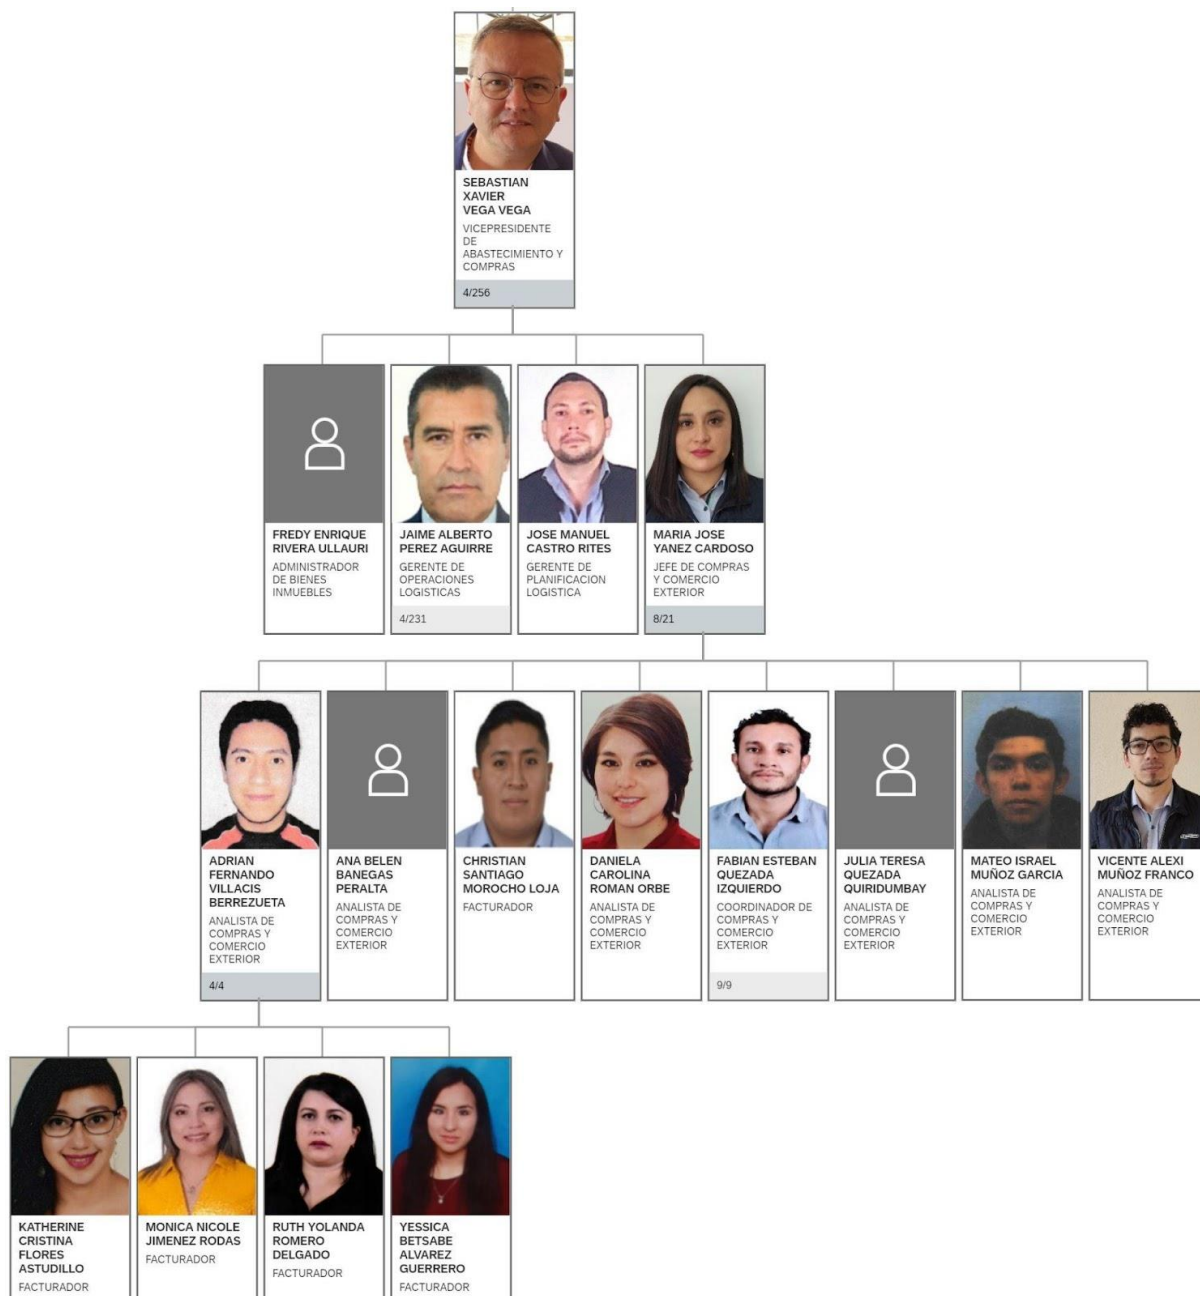 SEBASTIAN
XAVIER
VEGA VEGA
VICEPRESIDENTE
DE
ABASTECIMIENTO Y
COMPRAS
4/256
FREDY ENRIQUE
RIVERA ULLAURI
ADMINISTRADOR
DE BIENES
INMUEBLES
JAIME ALBERTO
PEREZ AGUIRRE
GERENTE DE
OPERACIONES
LOGISTICAS
4/231
JOSE MANUEL
CASTRO RITES
GERENTE DE
PLANIFICACION
LOGISTICA
MARIA JOSE
YANEZ CARDOSO
JEFE DE COMPRAS
Y COMERCIO
EXTERIOR
8/21
ADRIAN
FERNANDO
VILLACIS
BERREZUETA
ANALISTA DE
COMPRAS Y
COMERCIO
EXTERIOR
4/4
ANA BELEN
BANEGAS
PERALTA
ANALISTA DE
COMPRAS Y
COMERCIO
EXTERIOR
CHRISTIAN
SANTIAGO
MOROCHO LOJA
FACTURADOR
DANIELA
CAROLINA
ROMAN ORBE
ANALISTA DE
COMPRAS Y
COMERCIO
EXTERIOR
FABIAN ESTEBAN
QUEZADA
IZQUIERDO
COORDINADOR DE
COMPRAS Y
COMERCIO
EXTERIOR
9/9
JULIA TERESA
QUEZADA
QUIRIDUMBAY
ANALISTA DE
COMPRAS Y
COMERCIO
EXTERIOR
MATEO ISRAEL
MUÑOZ GARCIA
ANALISTA DE
COMPRAS Y
COMERCIO
EXTERIOR
VICENTE ALEXI
MUÑOZ FRANCO
ANALISTA DE
COMPRAS Y
COMERCIO
EXTERIOR
KATHERINE
CRISTINA
FLORES
ASTUDILLO
FACTURADOR
MONICA NICOLE
JIMENEZ RODAS
FACTURADOR
RUTH YOLANDA
ROMERO
DELGADO
FACTURADOR
YESSICA
BETSABE
ALVAREZ
GUERRERO
FACTURADOR